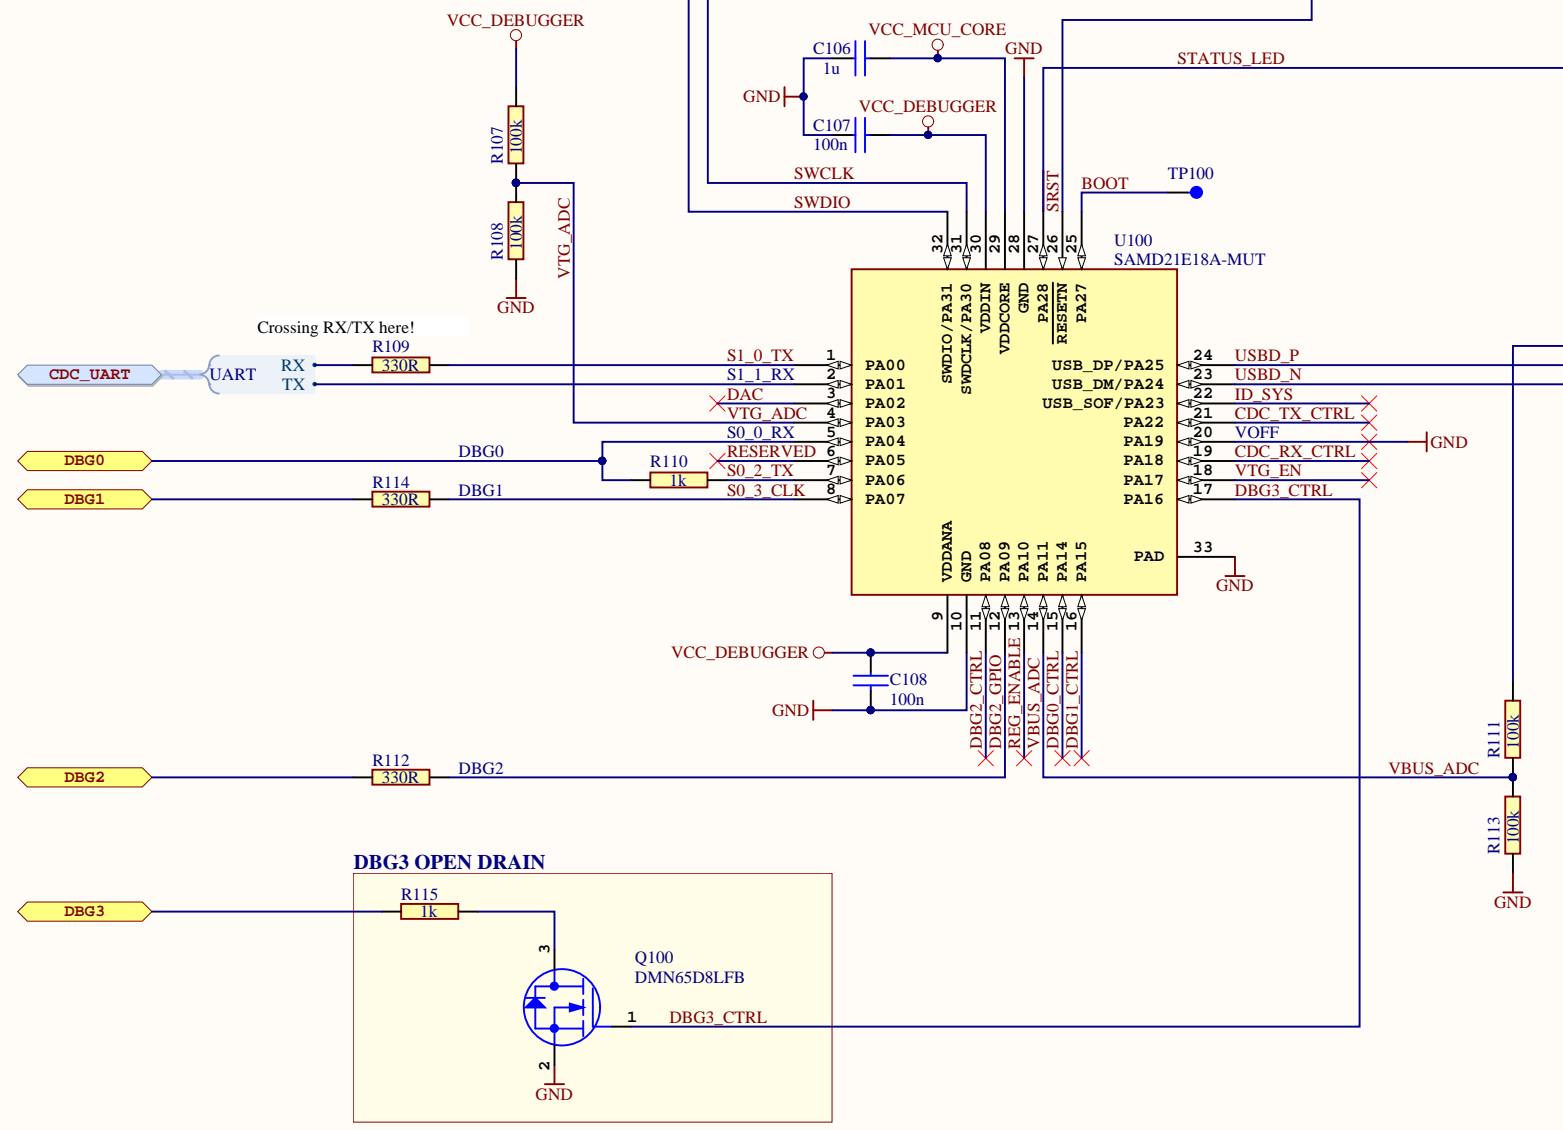 VCC_DEBUGGER
R107
100k
R108
100k
VTG_ADC
GND
C106
1u
VCC_MCU_CORE
GND
GND
C107
100n
VCC_DEBUGGER
STATUS_LED
SWCLK
SWDIO
SRST
BOOT
TP100
32
31
30
29
28
27
26
25
U100
SAMD21E18A-MUT
SWDIO/PA31
SWDCLK/PA30
VDDIN
VDDCORE
GND
PA28
RESETN
PA27
Crossing RX/TX here!
CDC_UART
UART
RX
TX
R109
330R
S1_0_TX
1
PA00
S1_1_RX
2
PA01
DAC
3
PA02
VTG_ADC
4
PA03
S0_0_RX
5
PA04
RESERVED
6
PA05
S0_2_TX
7
PA06
S0_3_CLK
8
PA07
DBG0
DBG0
R110
1k
DBG1
R114
330R
DBG1
USB_DP/PA25
24
USBD_P
USB_DM/PA24
23
USBD_N
USB_SOF/PA23
22
ID_SYS
PA22
21
CDC_TX_CTRL
PA19
20
VOFF
GND
PA18
19
CDC_RX_CTRL
PA17
18
VTG_EN
PA16
17
DBG3_CTRL
PAD
33
GND
VDDANA
GND
PA08
PA09
PA10
PA11
PA14
PA15
9
10
11
12
13
14
15
16
VCC_DEBUGGER
C108
100n
GND
DBG2_CTRL
DBG2_GPIO
REG_ENABLE
VBUS_ADC
DBG0_CTRL
DBG1_CTRL
DBG2
R112
330R
DBG2
VBUS_ADC
R111
100k
R113
100k
GND
DBG3 OPEN DRAIN
DBG3
R115
1k
3
Q100
DMN65D8LFB
1
DBG3_CTRL
2
GND